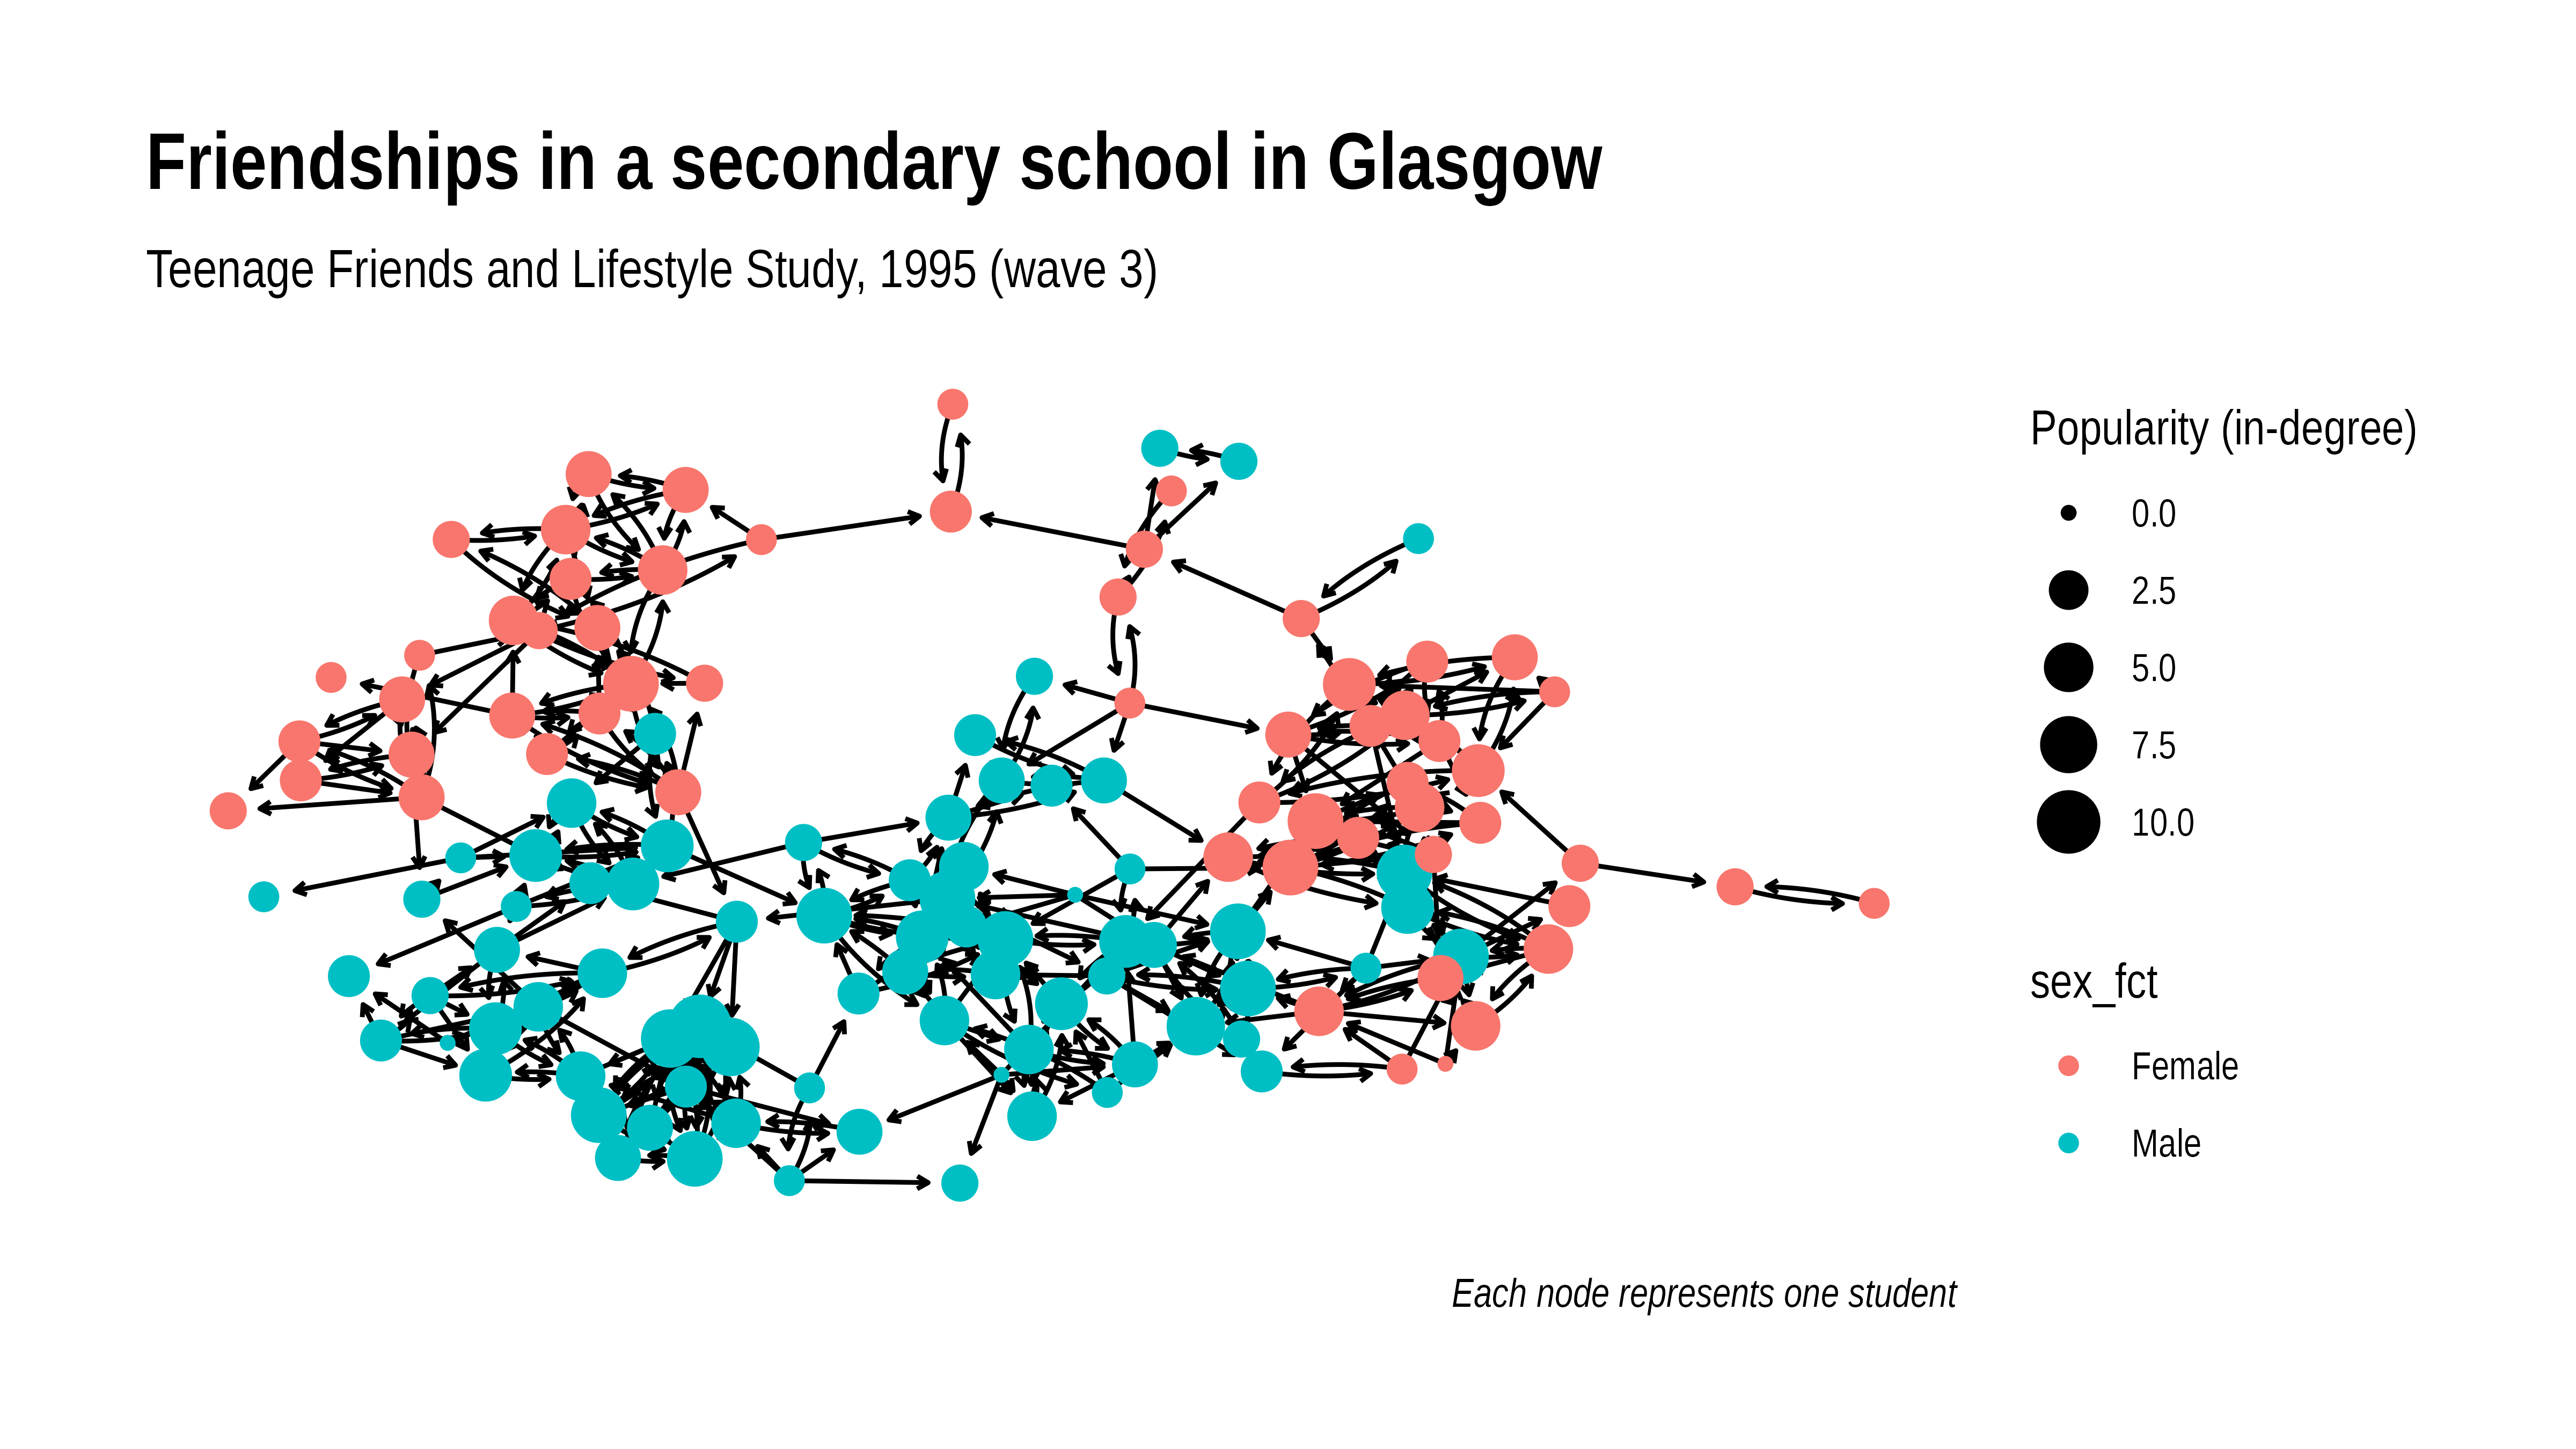 Friendships in a secondary school in Glasgow
Teenage Friends and Lifestyle Study, 1995 (wave 3)
Popularity (in-degree)
0.0
2.5
5.0
7.5
10.0
sex_fct
Female
Male
Each node represents one student